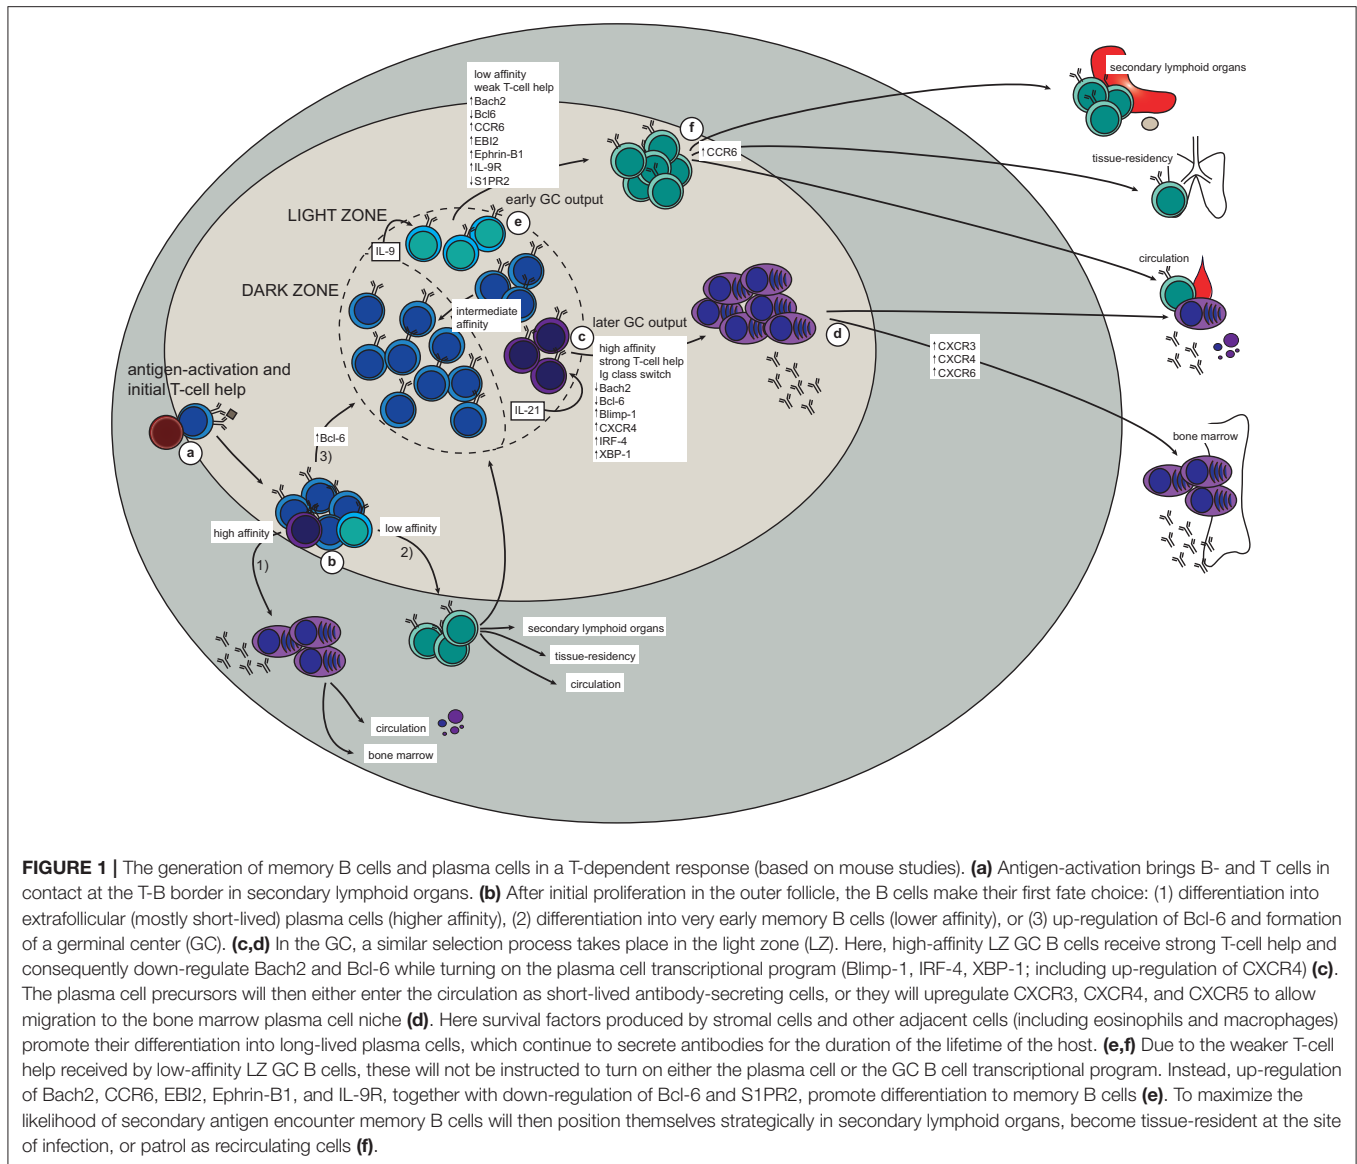 low affinity
weak T-cell help
↑Bach2
↓Bcl6
↑CCR6
↑EBI2
↑Ephrin-B1
↑IL-9R
↓S1PR2
f
↑CCR6
secondary lymphoid organs
tissue-residency
circulation
early GC output
e
LIGHT ZONE
IL-9
DARK ZONE
intermediate
affinity
c
later GC output
high affinity
strong T-cell help
Ig class switch
↓Bach2
↓Bcl-6
↑Blimp-1
↑CXCR4
↑IRF-4
↑XBP-1
IL-21
d
↑CXCR3
↑CXCR4
↑CXCR6
bone marrow
antigen-activation and
initial T-cell help
a
↑Bcl-6
3)
high affinity
low affinity
1)
2)
b
secondary lymphoid organs
tissue-residency
circulation
circulation
bone marrow
FIGURE 1 | The generation of memory B cells and plasma cells in a T-dependent response (based on mouse studies). (a) Antigen-activation brings B- and T cells in
contact at the T-B border in secondary lymphoid organs. (b) After initial proliferation in the outer follicle, the B cells make their first fate choice: (1) differentiation into
extrafollicular (mostly short-lived) plasma cells (higher affinity), (2) differentiation into very early memory B cells (lower affinity), or (3) up-regulation of Bcl-6 and formation
of a germinal center (GC). (c,d) In the GC, a similar selection process takes place in the light zone (LZ). Here, high-affinity LZ GC B cells receive strong T-cell help and
consequently down-regulate Bach2 and Bcl-6 while turning on the plasma cell transcriptional program (Blimp-1, IRF-4, XBP-1; including up-regulation of CXCR4) (c).
The plasma cell precursors will then either enter the circulation as short-lived antibody-secreting cells, or they will upregulate CXCR3, CXCR4, and CXCR5 to allow
migration to the bone marrow plasma cell niche (d). Here survival factors produced by stromal cells and other adjacent cells (including eosinophils and macrophages)
promote their differentiation into long-lived plasma cells, which continue to secrete antibodies for the duration of the lifetime of the host. (e,f) Due to the weaker T-cell
help received by low-affinity LZ GC B cells, these will not be instructed to turn on either the plasma cell or the GC B cell transcriptional program. Instead, up-regulation
of Bach2, CCR6, EBI2, Ephrin-B1, and IL-9R, together with down-regulation of Bcl-6 and S1PR2, promote differentiation to memory B cells (e). To maximize the
likelihood of secondary antigen encounter memory B cells will then position themselves strategically in secondary lymphoid organs, become tissue-resident at the site
of infection, or patrol as recirculating cells (f).